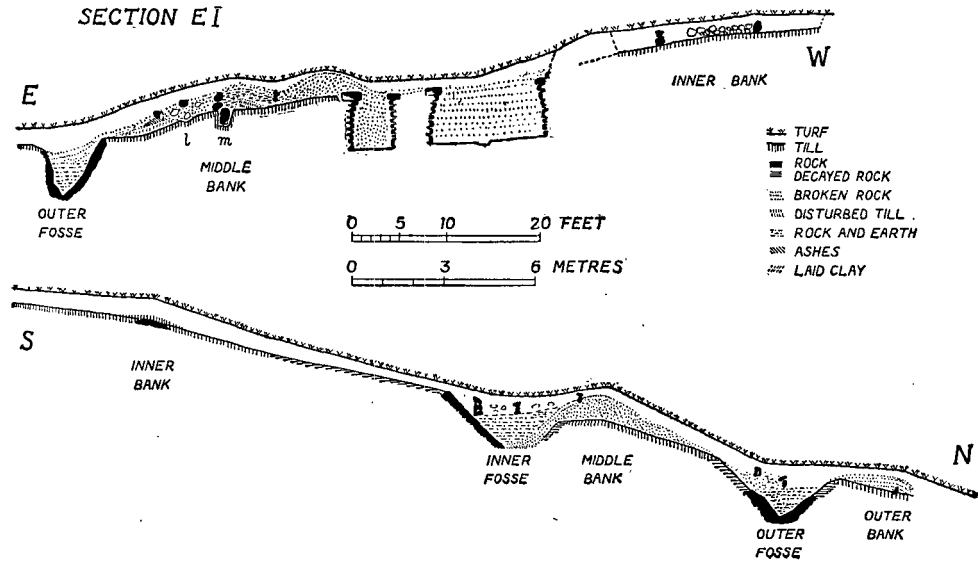 SECTION E I
E
W
INNER BANK
l
m
MIDDLE
BANK
OUTER
FOSSE
TURF
TILL
ROCK
DECAYED ROCK
BROKEN ROCK
DISTURBED TILL
ROCK AND EARTH
ASHES
LAID CLAY
0 5 10 20 FEET
0 3 6 METRES
S
N
INNER
BANK
INNER
FOSSE
MIDDLE
BANK
OUTER
FOSSE
OUTER
BANK